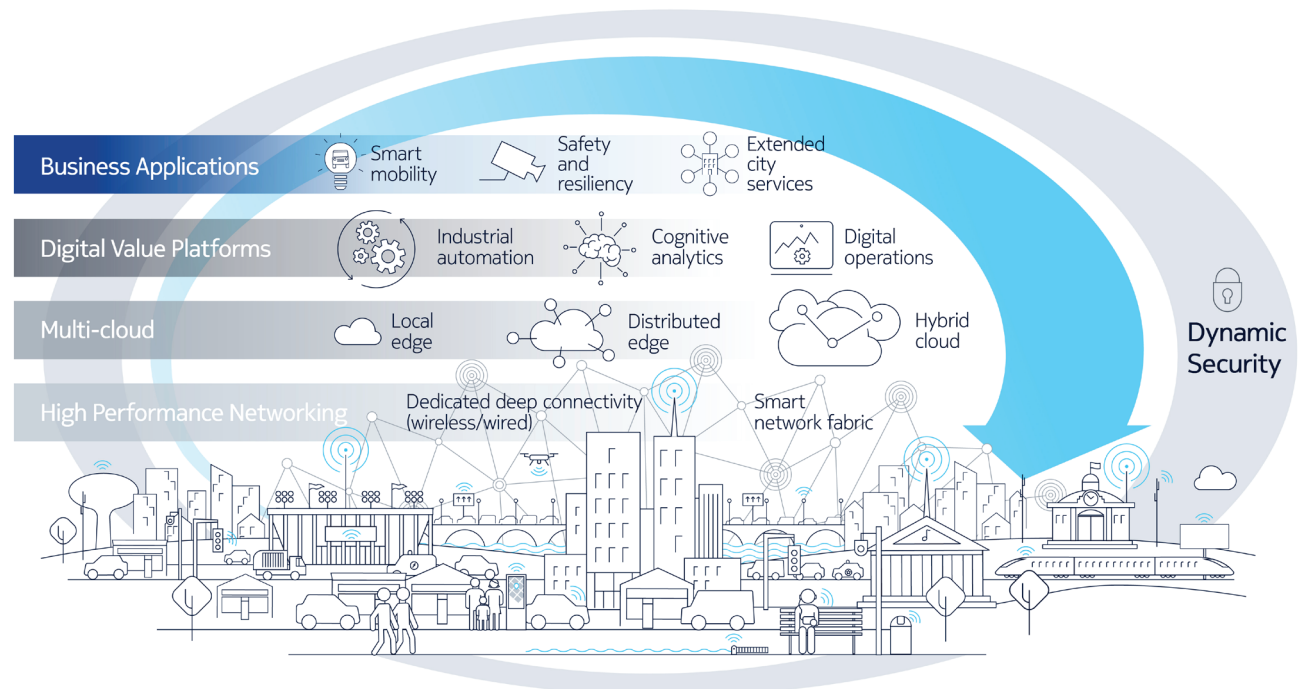 Business Applications
Smart
mobility
Safety
and
resiliency
Extended
city
services
Digital Value Platforms
Industrial
automation
Cognitive
analytics
Digital
operations
Multi-cloud
Local
edge
Distributed
edge
Hybrid
cloud
High Performance Networking
Dedicated deep connectivity
(wireless/wired)
Smart
network fabric
Dynamic
Security